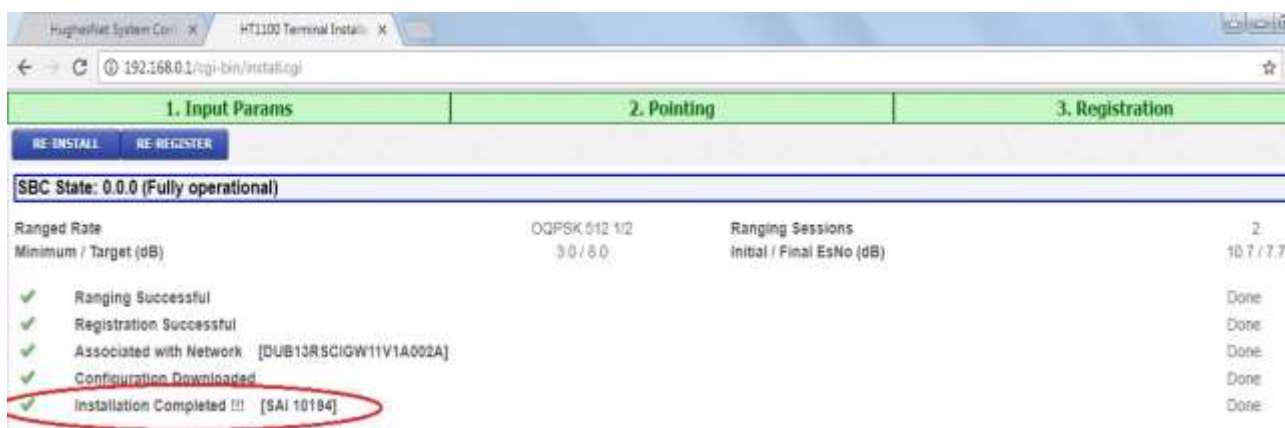 HughesNet System Con
HT1100 Terminal Install
192.168.0.1/cgi-bin/install.cgi
1. Input Params 2. Pointing 3. Registration
RE-INSTALL RE-REGISTER
SBC State: 0.0.0 (Fully operational)
Ranged Rate OQPSK 512 1/2 Ranging Sessions 2
Minimum / Target (dB) 3.0 / 8.0 Initial / Final EsNo (dB) 10.7 / 7.7
Ranging Successful Done
Registration Successful Done
Associated with Network [DUB13RSCIGW11V1A002A] Done
Configuration Downloaded Done
Installation Completed !!! [SAI 10194] Done